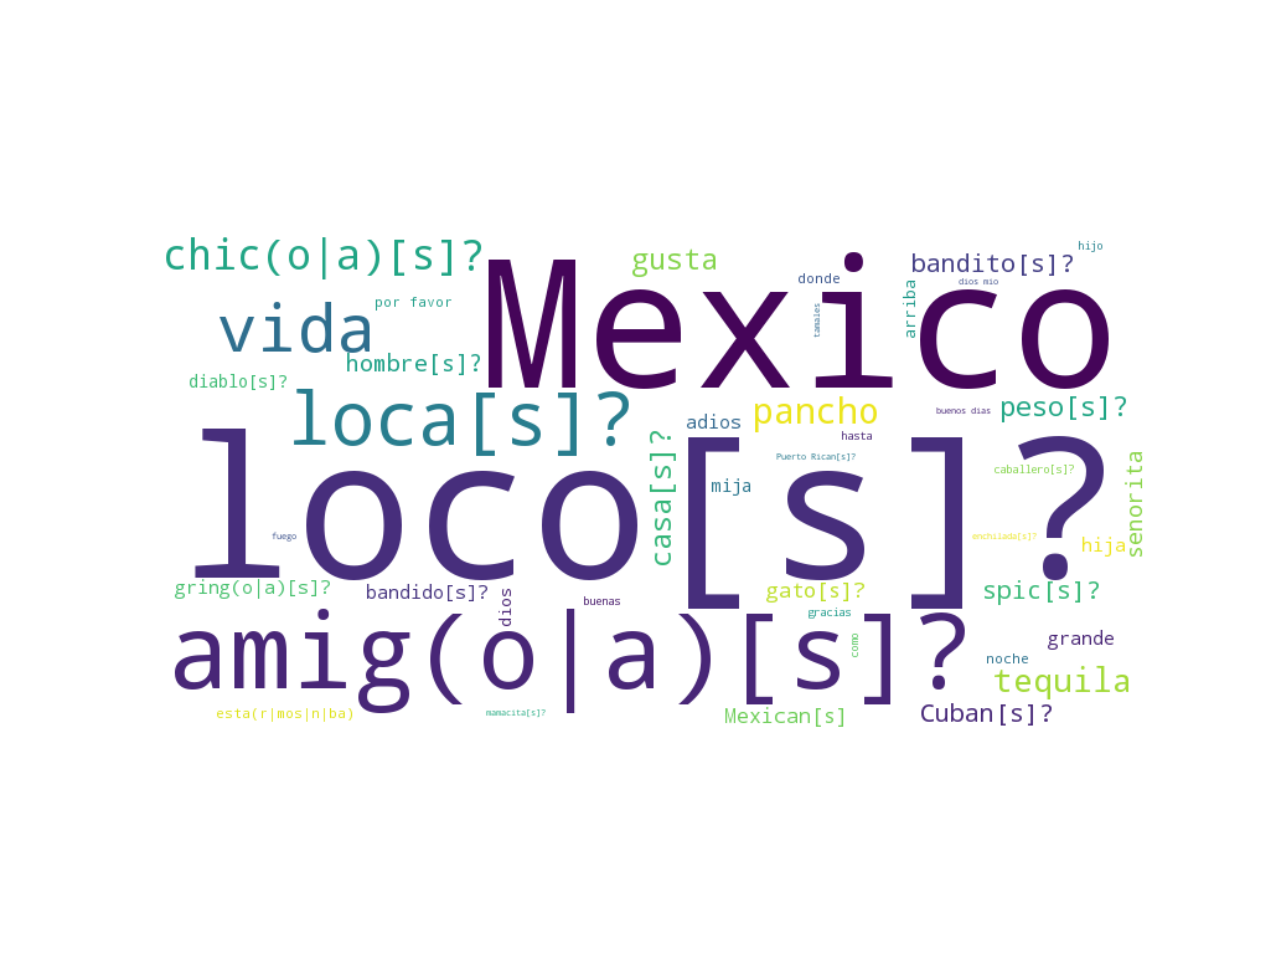 chic(o|a)[s]?
gusta
hijo
bandito[s]?
donde
dios mio
Mexico
arriba
por favor
tamales
vida
hombre[s]?
diablo[s]?
loca[s]?
pancho
peso[s]?
buenos dias
adios
hasta
casa[s]?
Puerto Rican[s]?
caballero[s]?
senorita
mija
loco[s]?
fuego
enchilada[s]?
hija
gring(o|a)[s]?
bandido[s]?
dios
buenas
gato[s]?
spic[s]?
gracias
amig(o|a)[s]?
como
grande
noche
tequila
esta(r|mos|n|ba)
mamacita[s]?
Mexican[s]
Cuban[s]?